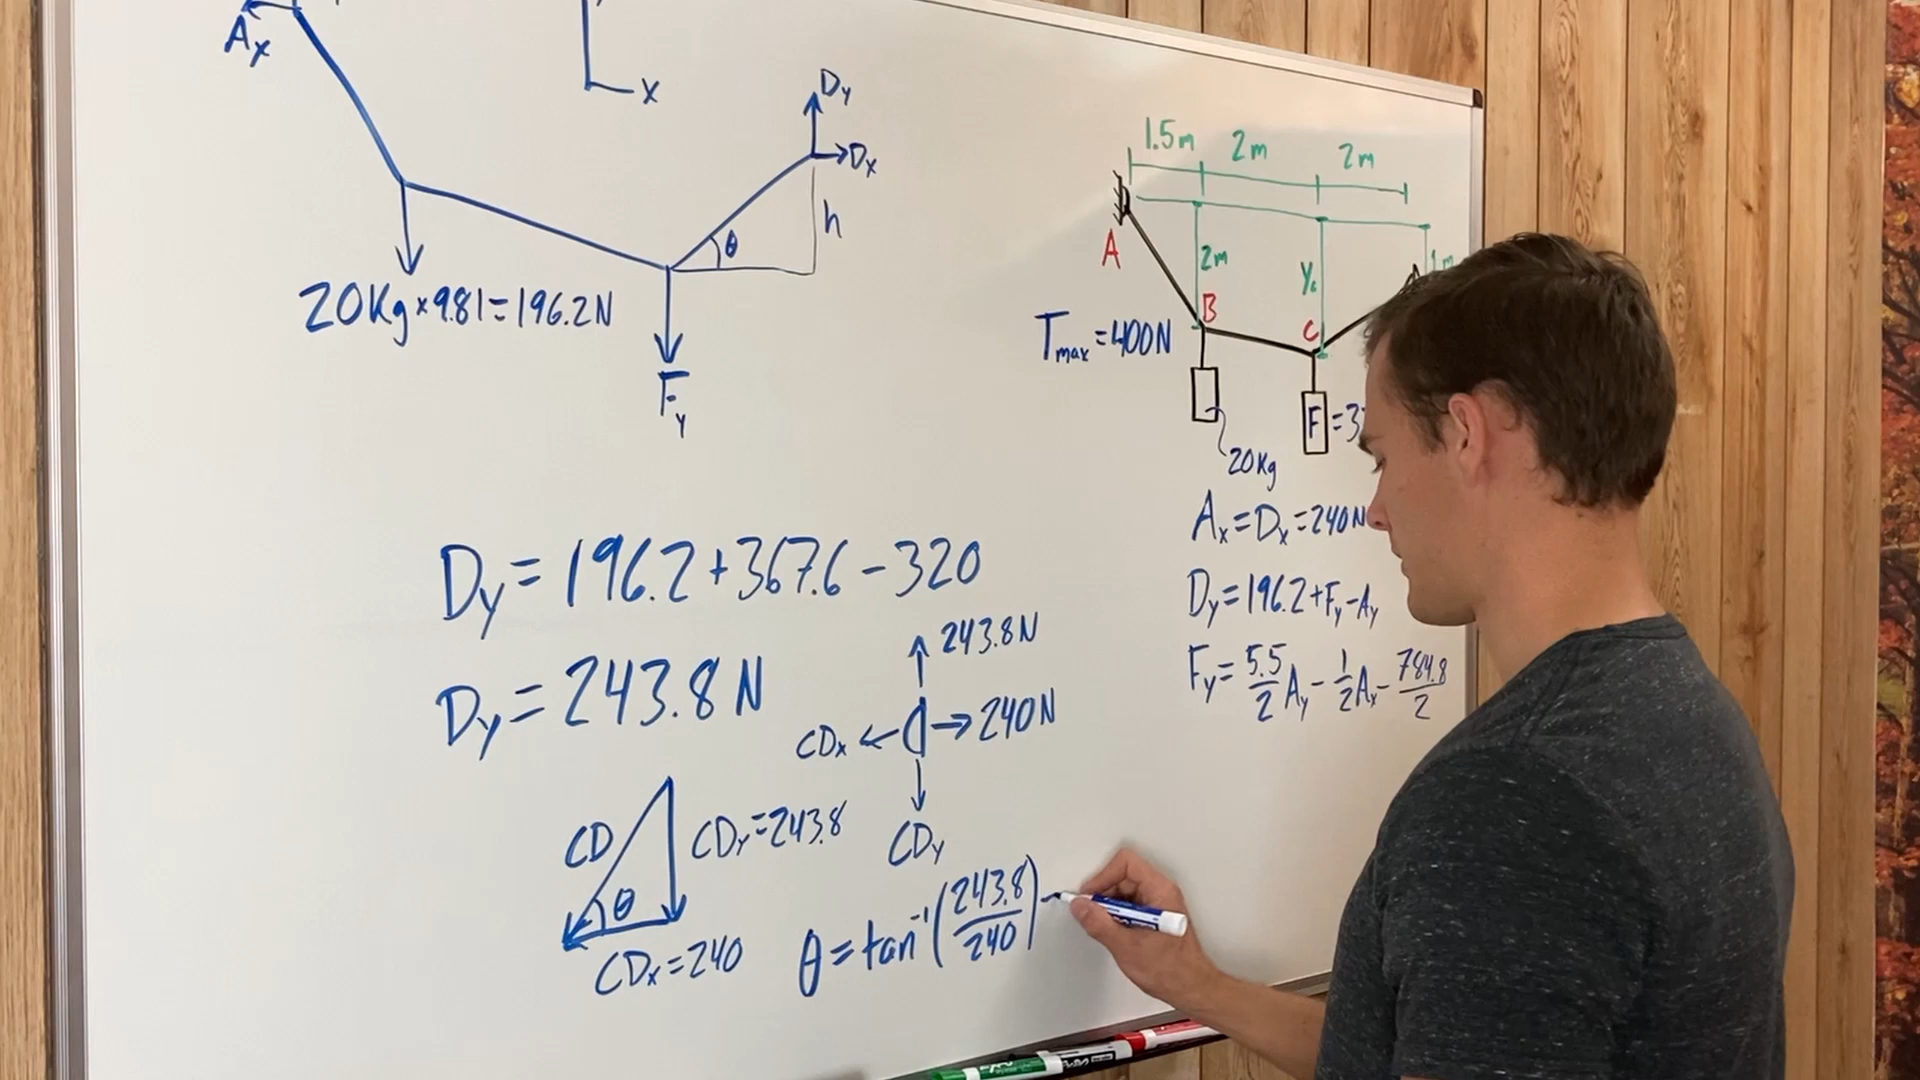 Ax
x
Dy
Dx
h
θ
20Kg×9.81=196.2N
Fy
1.5m
2m
2m
A
2m
yc
1m
B
C
Tmax=400N
F
=3
20Kg
Ax=Dx=240N
Dy=196.2+Fy-Ay
Fy=5.5/2 Ay-1/2 Ax-784.8/2
Dy=196.2+367.6-320
Dy=243.8N
243.8N
CDx
240N
CDy
CD
CDy=243.8
θ
CDx=240
θ=tan⁻¹(243.8/240)